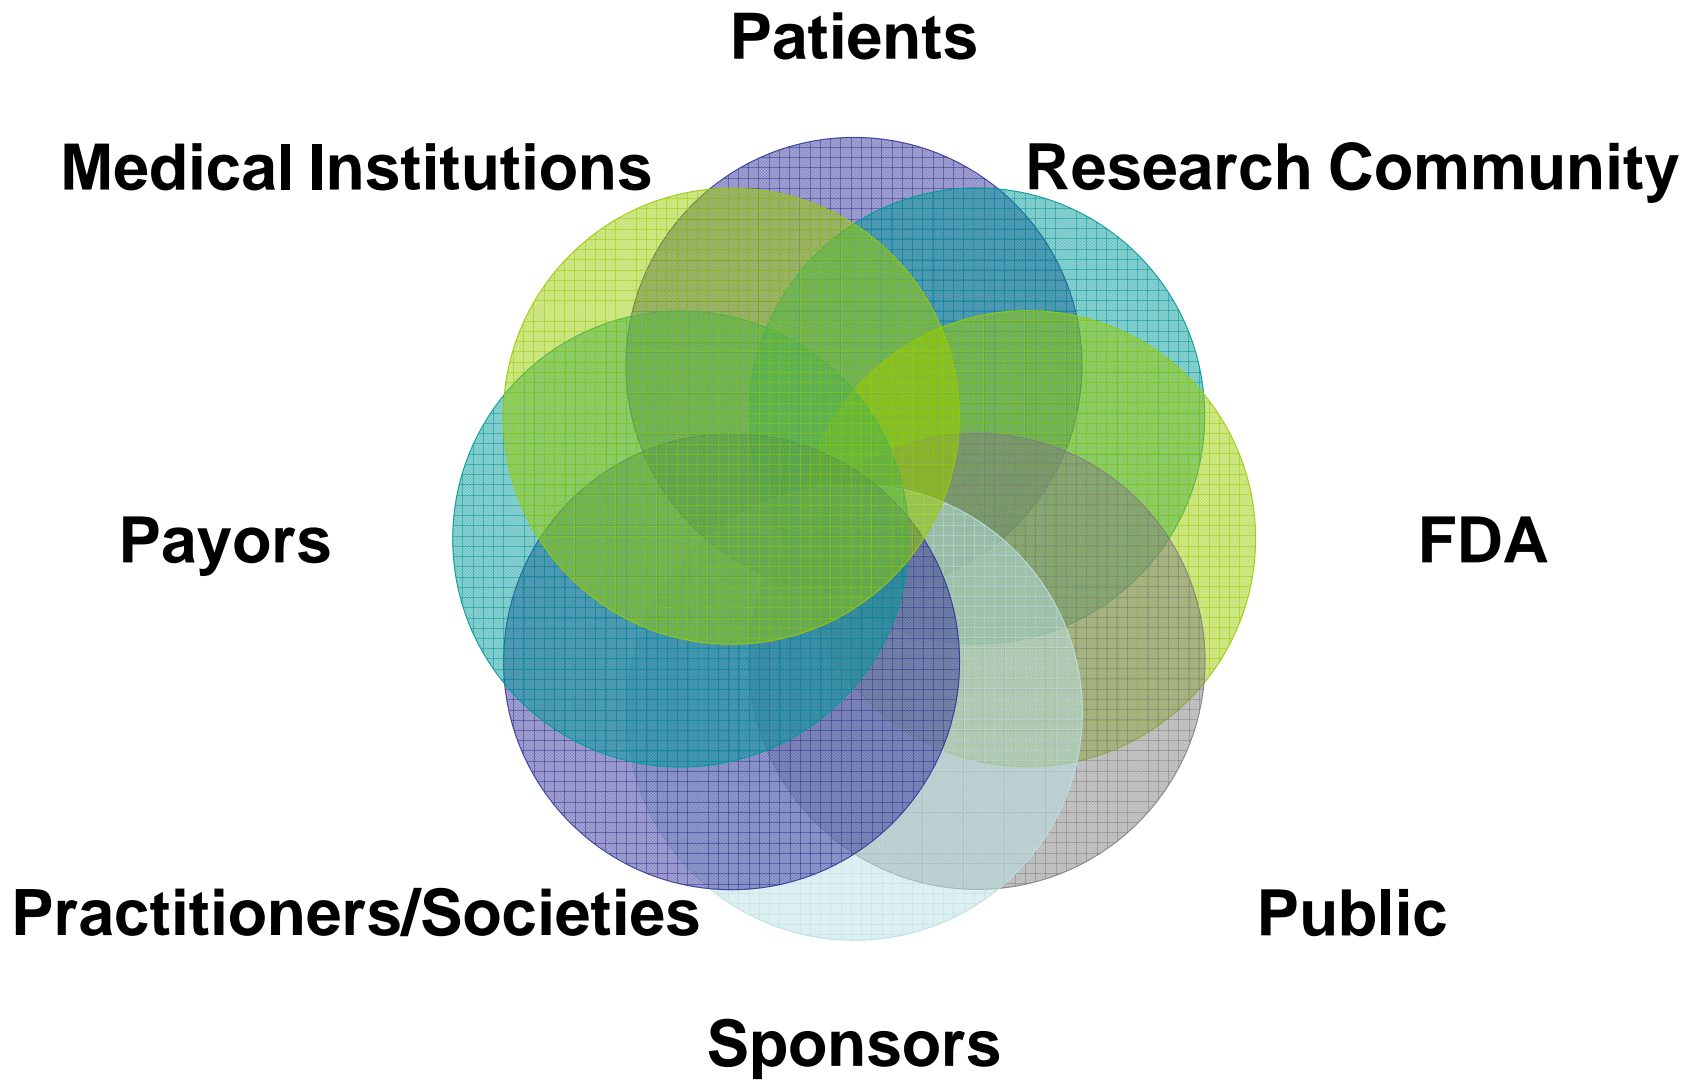 Patients
Medical Institutions
Research Community
Payors
FDA
Practitioners/Societies
Public
Sponsors